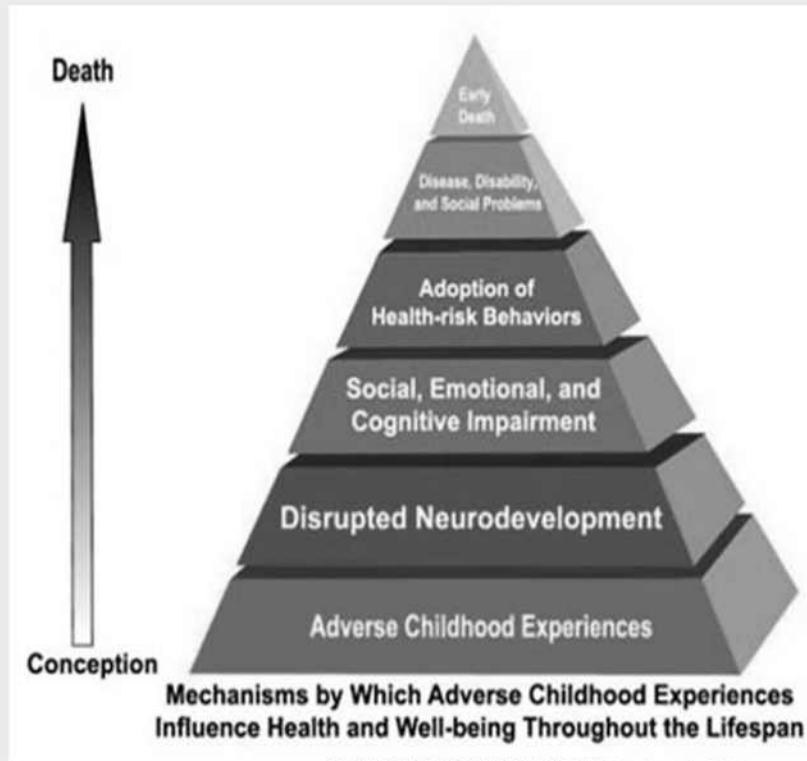 Death
Early
Death
Disease, Disability,
and Social Problems
Adoption of
Health-risk Behaviors
Social, Emotional, and
Cognitive Impairment
Disrupted Neurodevelopment
Adverse Childhood Experiences
Conception
Mechanisms by Which Adverse Childhood Experiences
Influence Health and Well-being Throughout the Lifespan